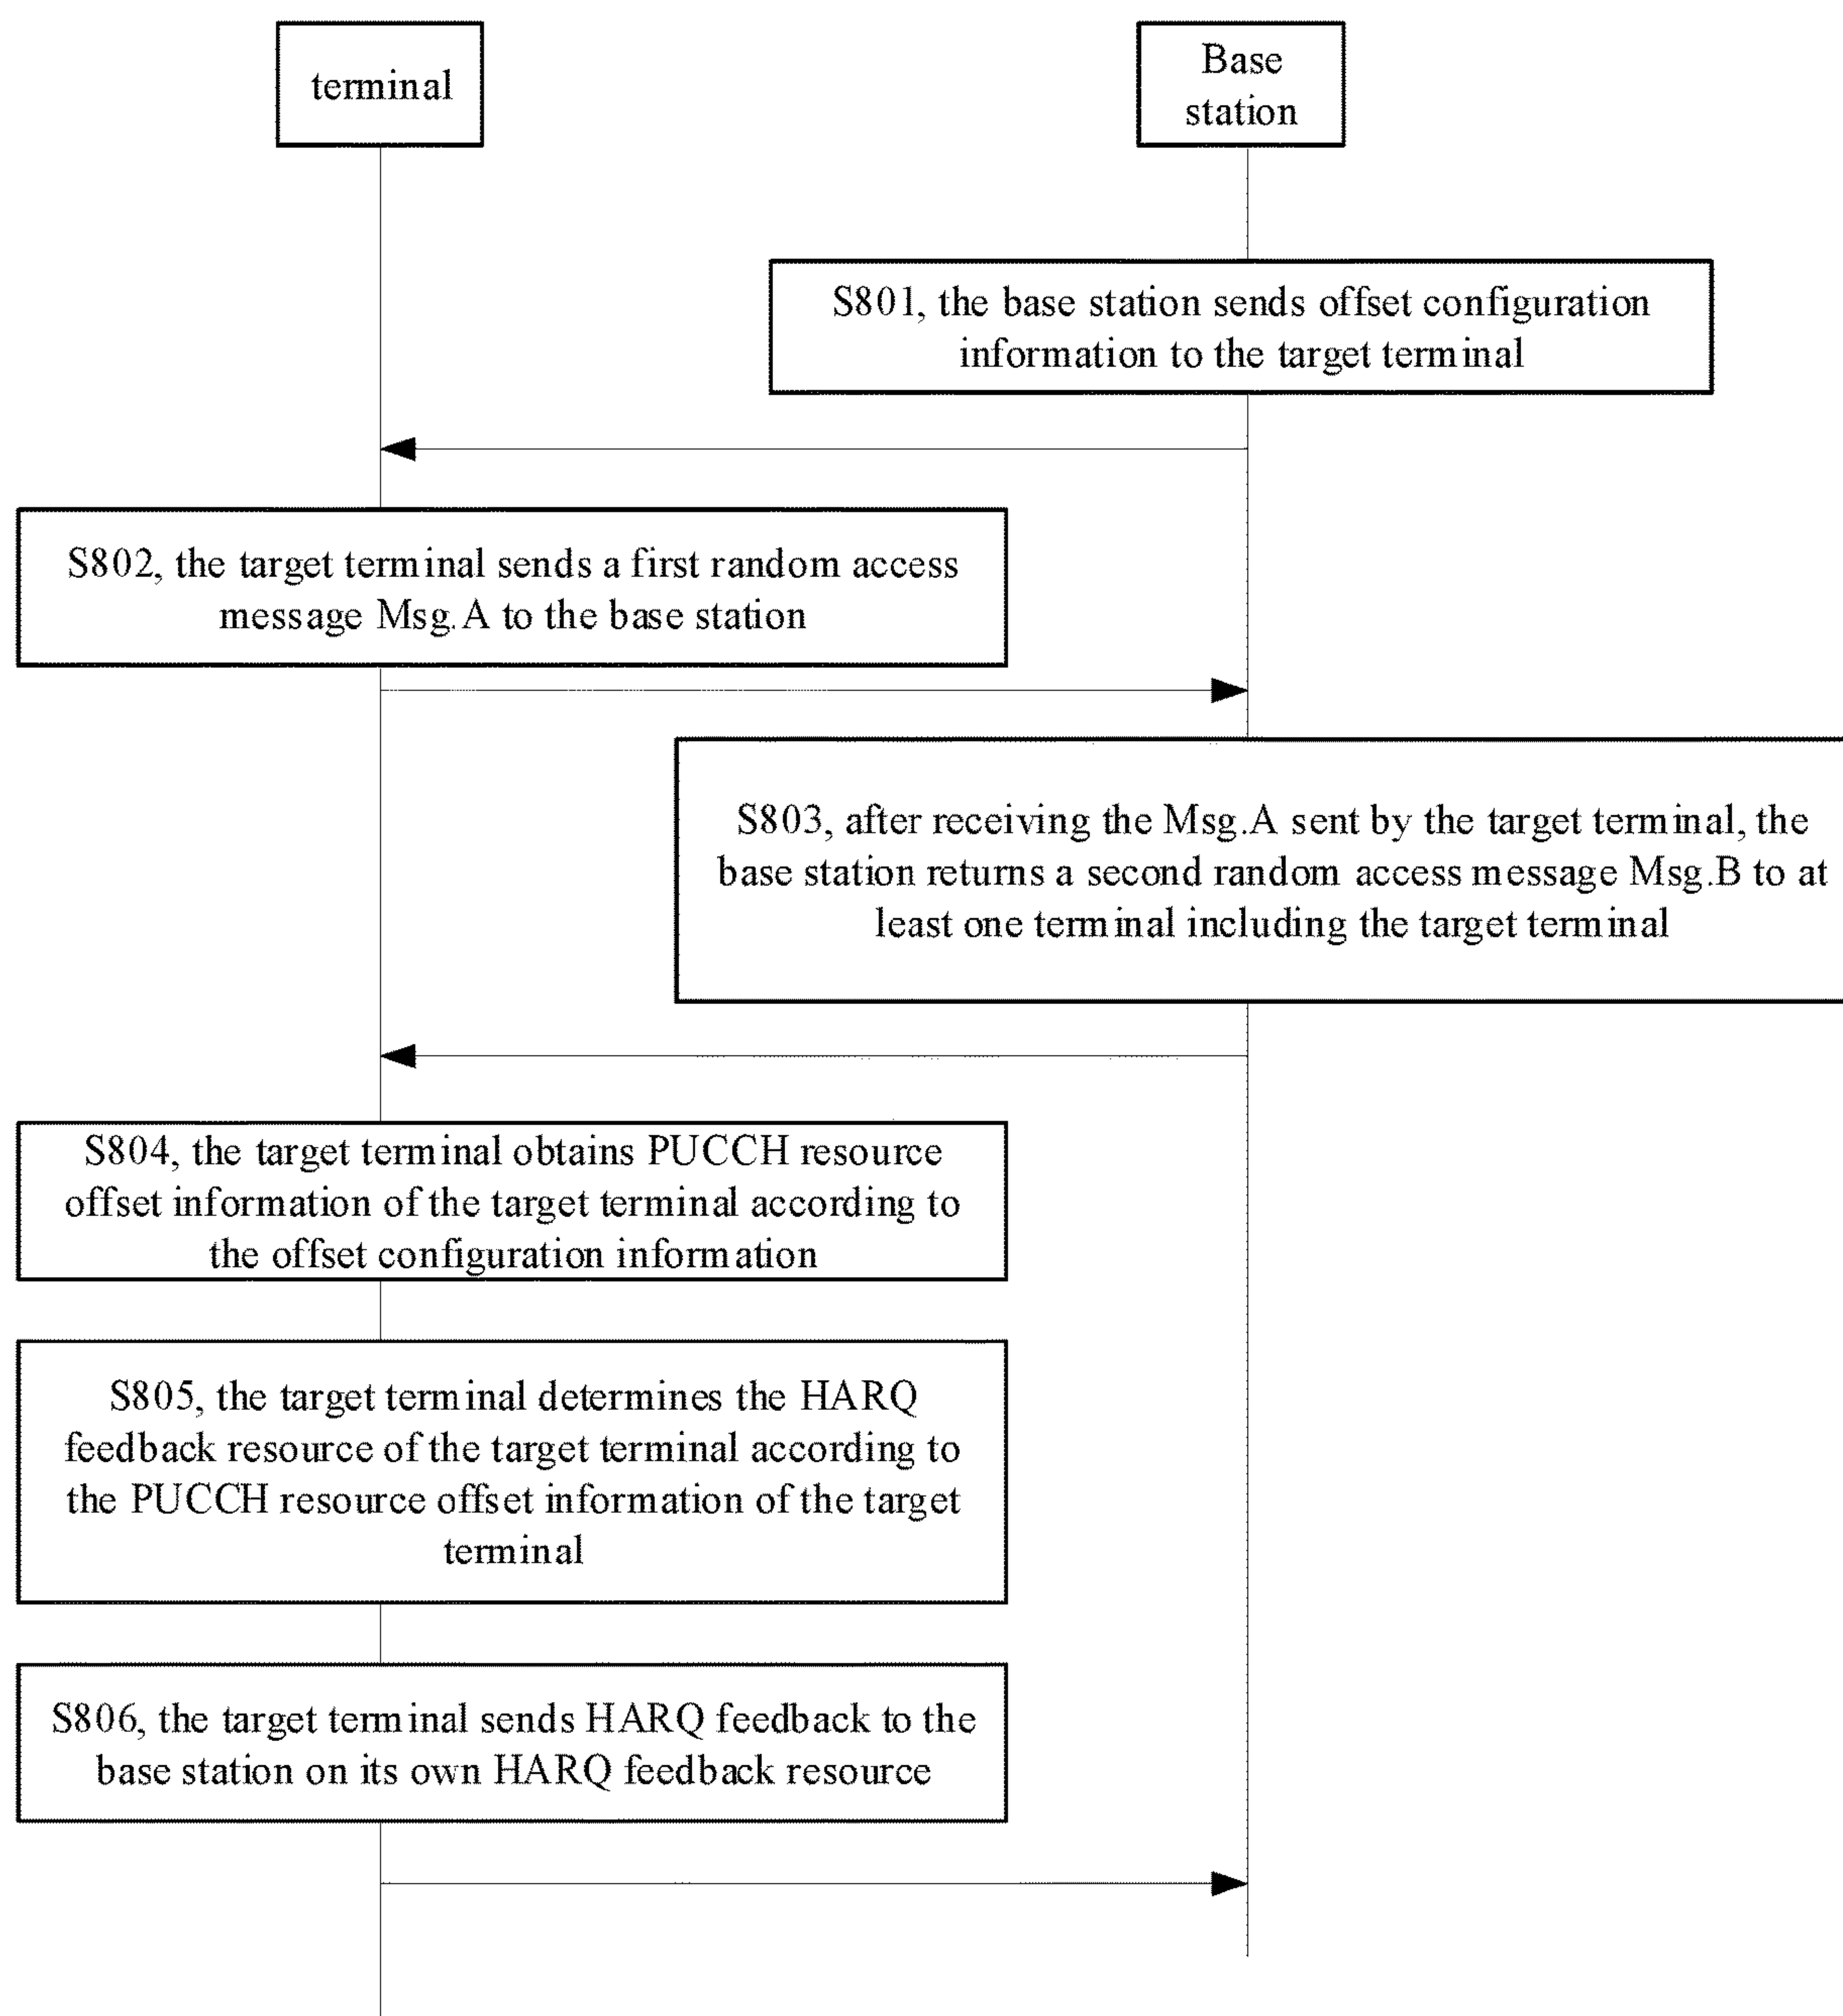 terminal
Base
station
S801, the base station sends offset configuration
information to the target terminal
S802, the target terminal sends a first random access
message Msg.A to the base station
S803, after receiving the Msg.A sent by the target terminal, the
base station returns a second random access message Msg.B to at
least one terminal including the target terminal
S804, the target terminal obtains PUCCH resource
offset information of the target terminal according to
the offset configuration information
S805, the target terminal determines the HARQ
feedback resource of the target terminal according to
the PUCCH resource offset information of the target
terminal
S806, the target terminal sends HARQ feedback to the
base station on its own HARQ feedback resource